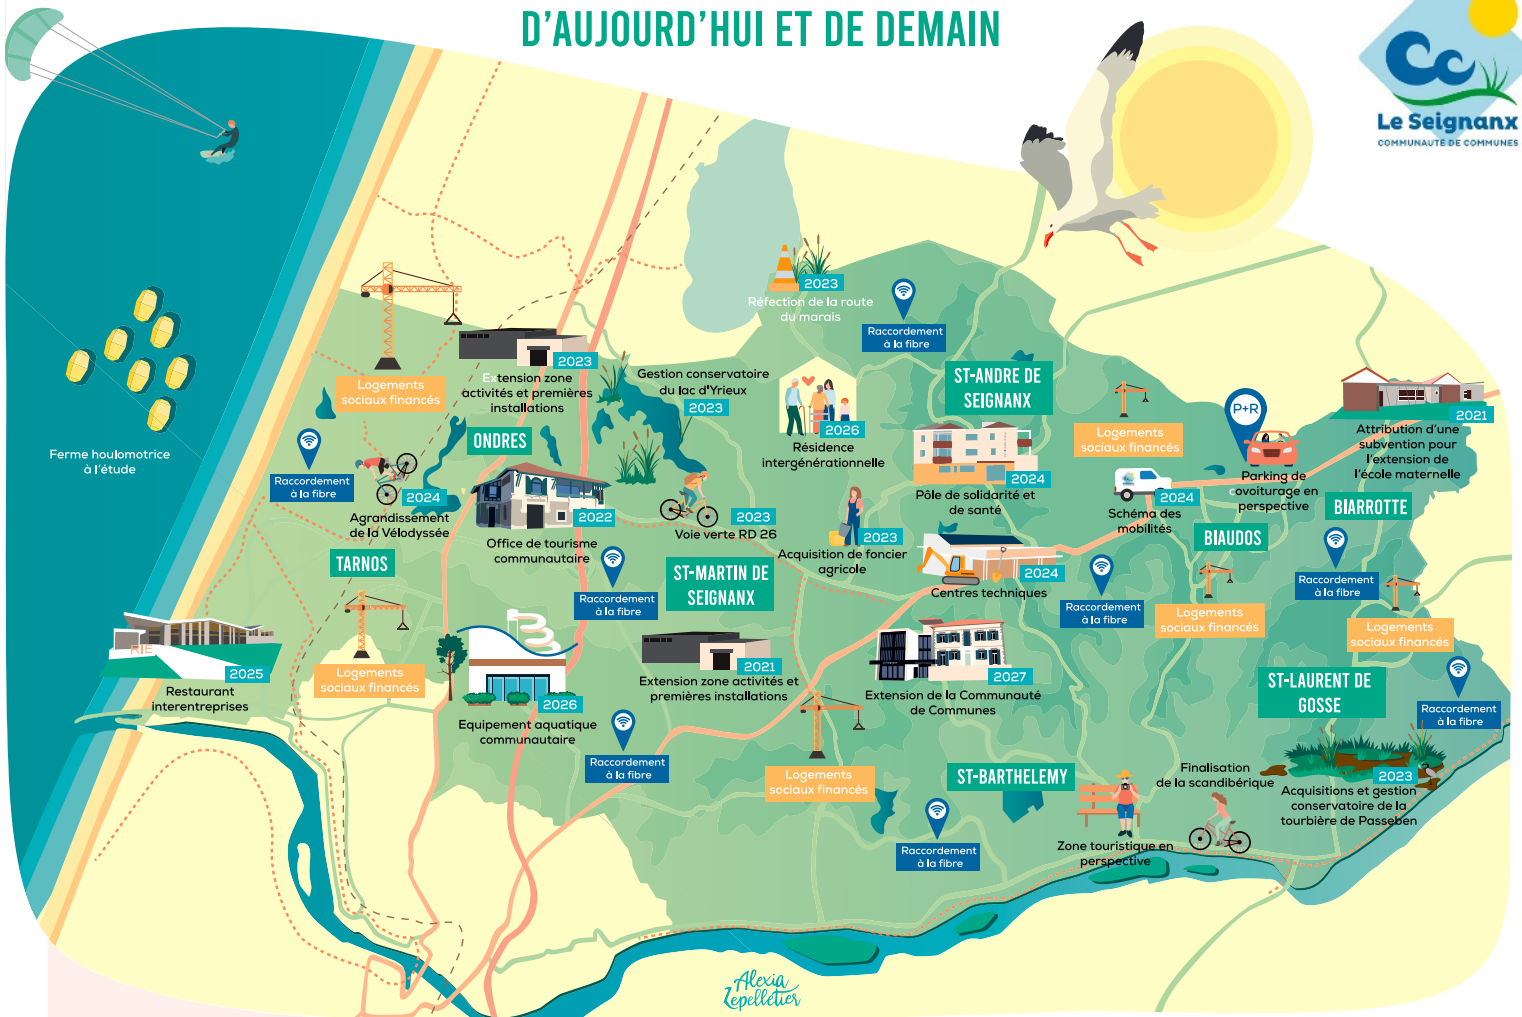 D'AUJOURD'HUI ET DE DEMAIN
Le Seignanx
COMMUNAUTÉ DE COMMUNES
2023
Réfection de la route
du marais
Raccordement
à la fibre
Logements
sociaux financés
2023
Extension zone
activités et premières
installations
Gestion conservatoire
du lac d'Yrieux
2023
2026
Résidence
intergénérationnelle
ST-ANDRE DE
SEIGNANX
2024
Pôle de solidarité et
de santé
Logements
sociaux financés
P+R
Parking de
covoiturage en
perspective
2021
Attribution d'une
subvention pour
l'extension de
l'école maternelle
Ferme houlomotrice
à l'étude
Raccordement
à la fibre
ONDRES
2024
Agrandissement
de la Vélodyssée
2022
Office de tourisme
communautaire
2023
Voie verte RD 26
2023
Acquisition de foncier
agricole
2024
Schéma des
mobilités
BIARROTTE
BIAUDOS
TARNOS
Raccordement
à la fibre
ST-MARTIN DE
SEIGNANX
2024
Centres techniques
Raccordement
à la fibre
Raccordement
à la fibre
Logements
sociaux financés
Logements
sociaux financés
RIE
2025
Restaurant
interentreprises
Logements
sociaux financés
2026
Equipement aquatique
communautaire
2021
Extension zone activités et
premières installations
2027
Extension de la Communauté
de Communes
ST-LAURENT DE
GOSSE
Raccordement
à la fibre
Raccordement
à la fibre
Logements
sociaux financés
ST-BARTHELEMY
Finalisation
de la scandibérique
2023
Acquisitions et gestion
conservatoire de la
tourbière de Passeben
Raccordement
à la fibre
Zone touristique en
perspective
Alexia
Lepelletier